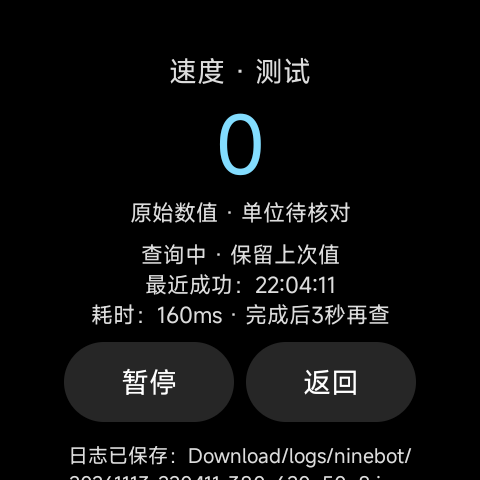 速度 · 测试
0
原始数值 · 单位待核对
查询中 · 保留上次值
最近成功：22:04:11
耗时：160ms · 完成后3秒再查
暂停
返回
日志已保存：Download/logs/ninebot/